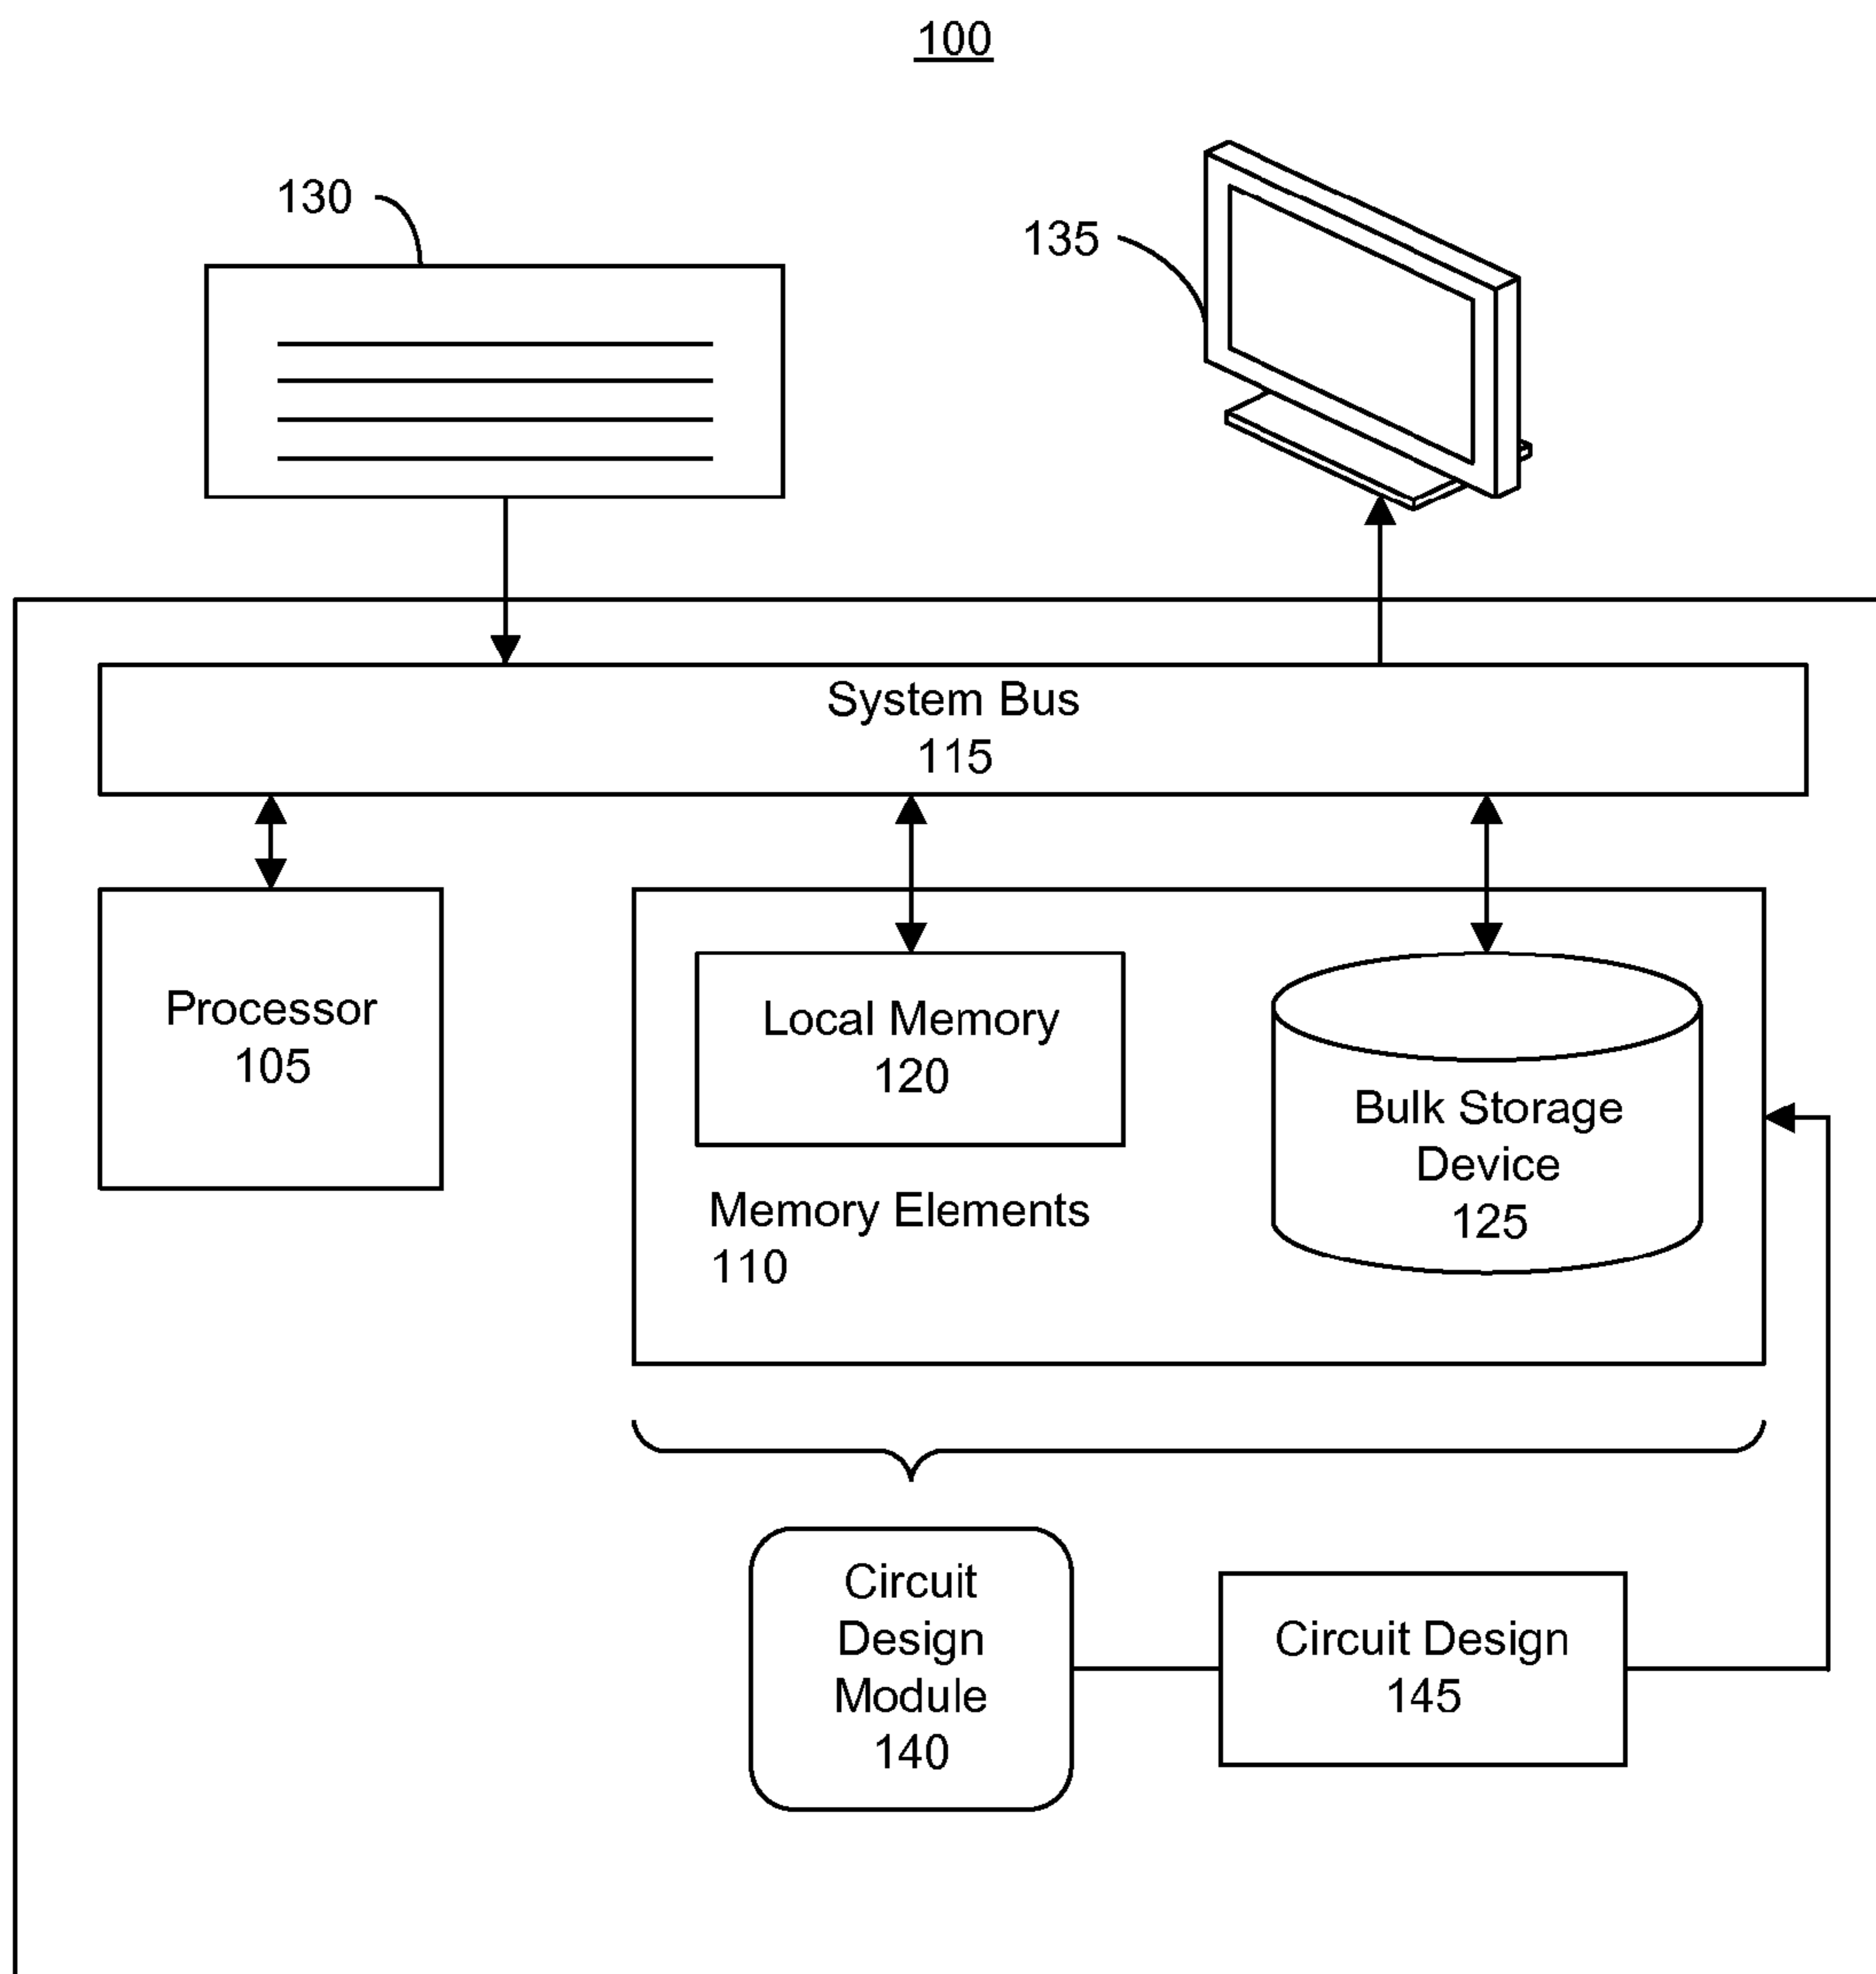 100
130
135
System Bus
115
Processor
105
Local Memory
120
Bulk Storage
Device
125
Memory Elements
110
Circuit
Design
Module
140
Circuit Design
145